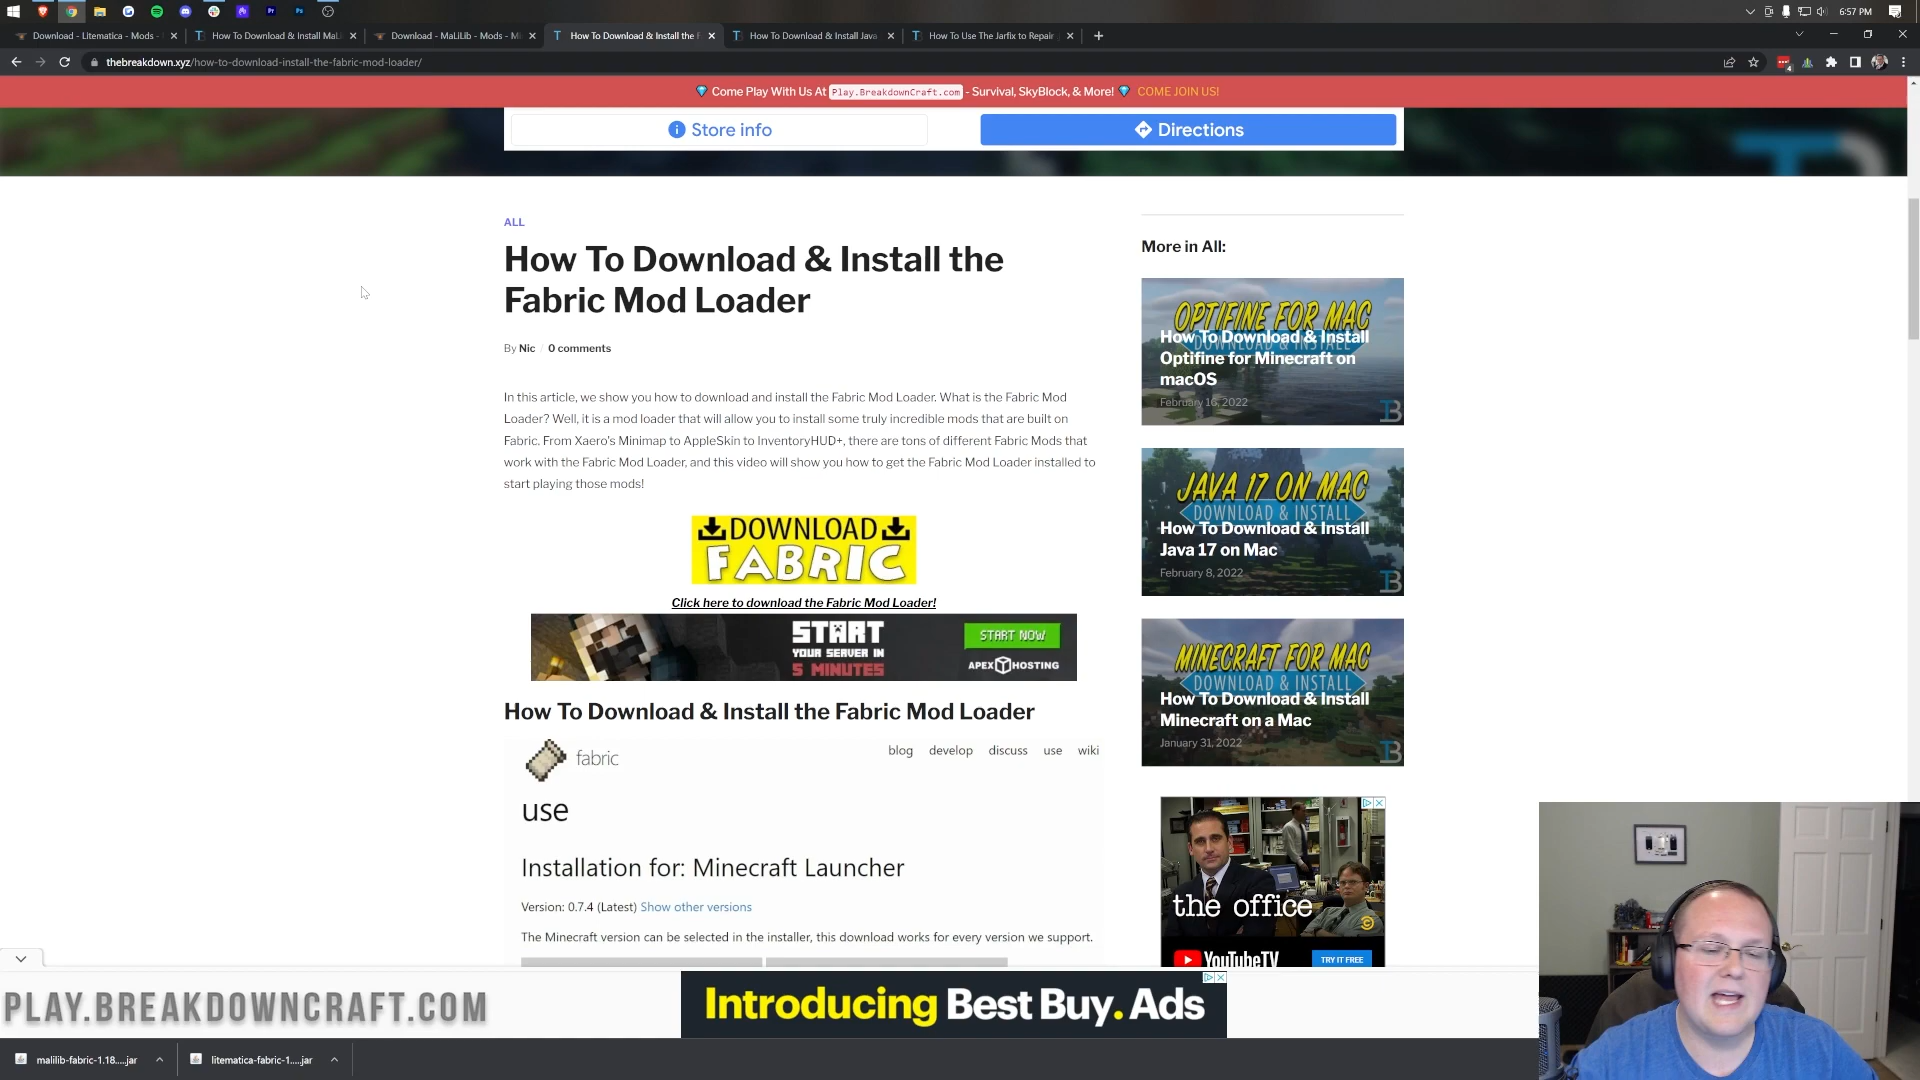 6:57 PM
Download - Litematica - Mods -
How To Download & Install MaLi
Download - MaLiLib - Mods - Mi
How To Download & Install the F
How To Download & Install Java
How To Use The Jarfix to Repair
thebreakdown.xyz/how-to-download-install-the-fabric-mod-loader/
Come Play With Us At Play.BreakdownCraft.com - Survival, SkyBlock, & More! COME JOIN US!
Store info
Directions
ALL
How To Download & Install the
Fabric Mod Loader
By Nic / 0 comments
In this article, we show you how to download and install the Fabric Mod Loader. What is the Fabric Mod
Loader? Well, it is a mod loader that will allow you to install some truly incredible mods that are built on
Fabric. From Xaero's Minimap to AppleSkin to InventoryHUD+, there are tons of different Fabric Mods that
work with the Fabric Mod Loader, and this video will show you how to get the Fabric Mod Loader installed to
start playing those mods!
DOWNLOAD
FABRIC
Click here to download the Fabric Mod Loader!
START
YOUR SERVER IN
5 MINUTES
START NOW
APEX HOSTING
How To Download & Install the Fabric Mod Loader
fabric
blog develop discuss use wiki
use
Installation for: Minecraft Launcher
Version: 0.7.4 (Latest) Show other versions
The Minecraft version can be selected in the installer, this download works for every version we support.
More in All:
OPTIFINE FOR MAC
DOWNLOAD & INSTALL
How To Download & Install
Optifine for Minecraft on
macOS
February 16, 2022
JAVA 17 ON MAC
DOWNLOAD & INSTALL
How To Download & Install
Java 17 on Mac
February 8, 2022
MINECRAFT FOR MAC
DOWNLOAD & INSTALL
How To Download & Install
Minecraft on a Mac
January 31, 2022
the office
YouTubeTV
TRY IT FREE
PLAY.BREAKDOWNCRAFT.COM
Introducing Best Buy. Ads
malilib-fabric-1.18....jar
litematica-fabric-1....jar